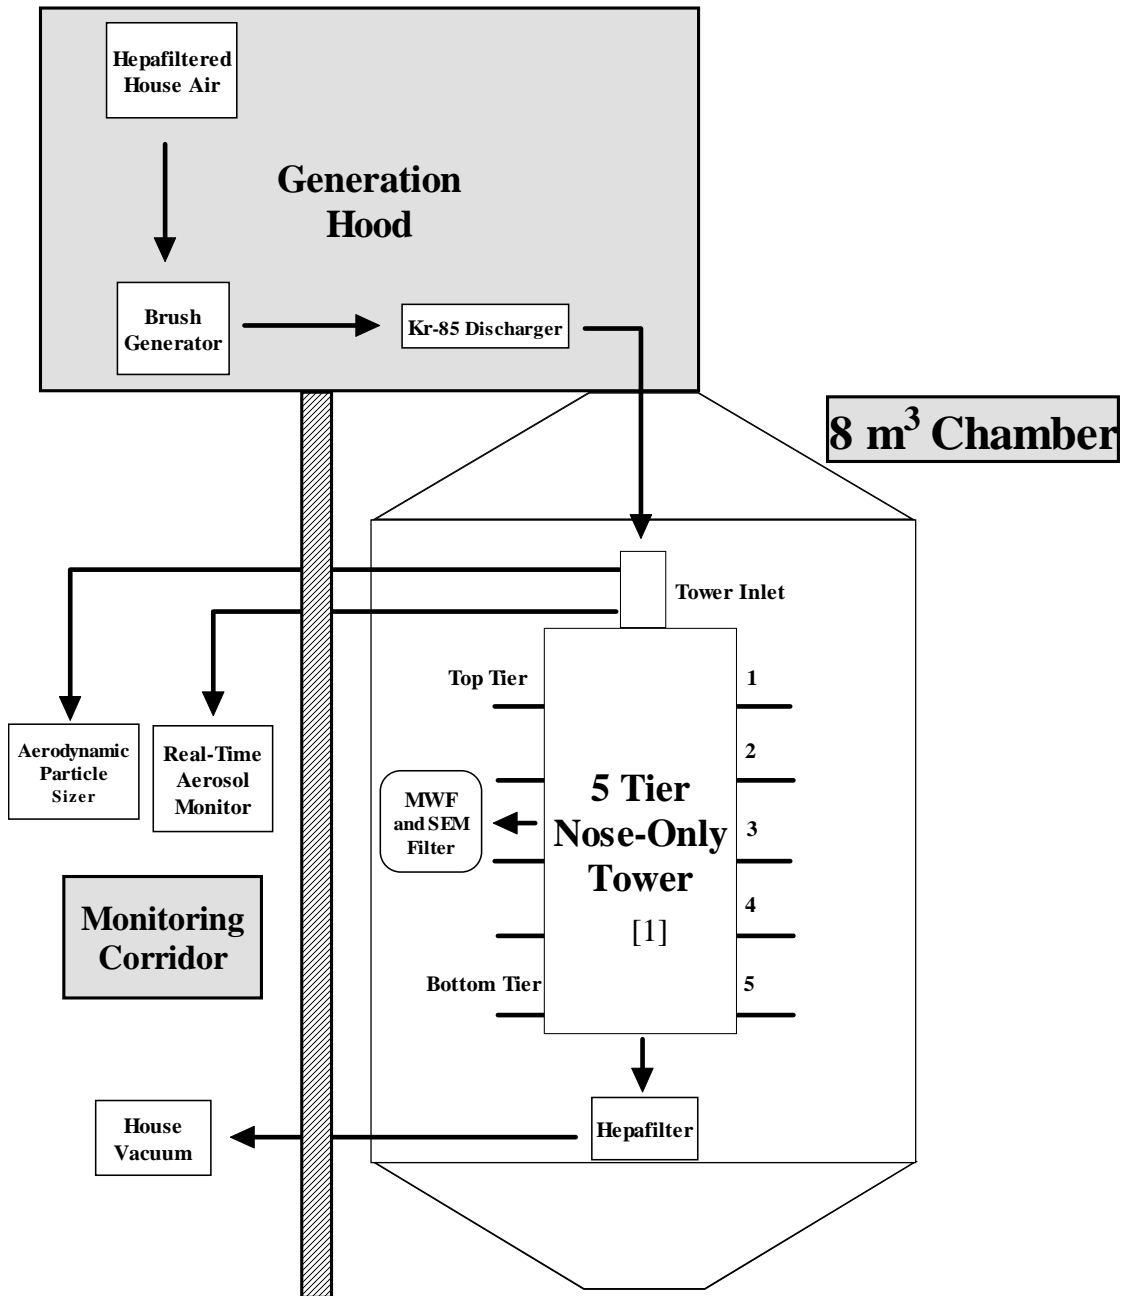 Hepafiltered
House Air
Generation
Hood
Brush
Generator
Kr-85 Discharger
8 m³ Chamber
Tower Inlet
Top Tier
1
2
3
4
5
Aerodynamic
Particle
Sizer
Real-Time
Aerosol
Monitor
MWF
and SEM
Filter
5 Tier
Nose-Only
Tower
[1]
Monitoring
Corridor
Bottom Tier
House
Vacuum
Hepafilter